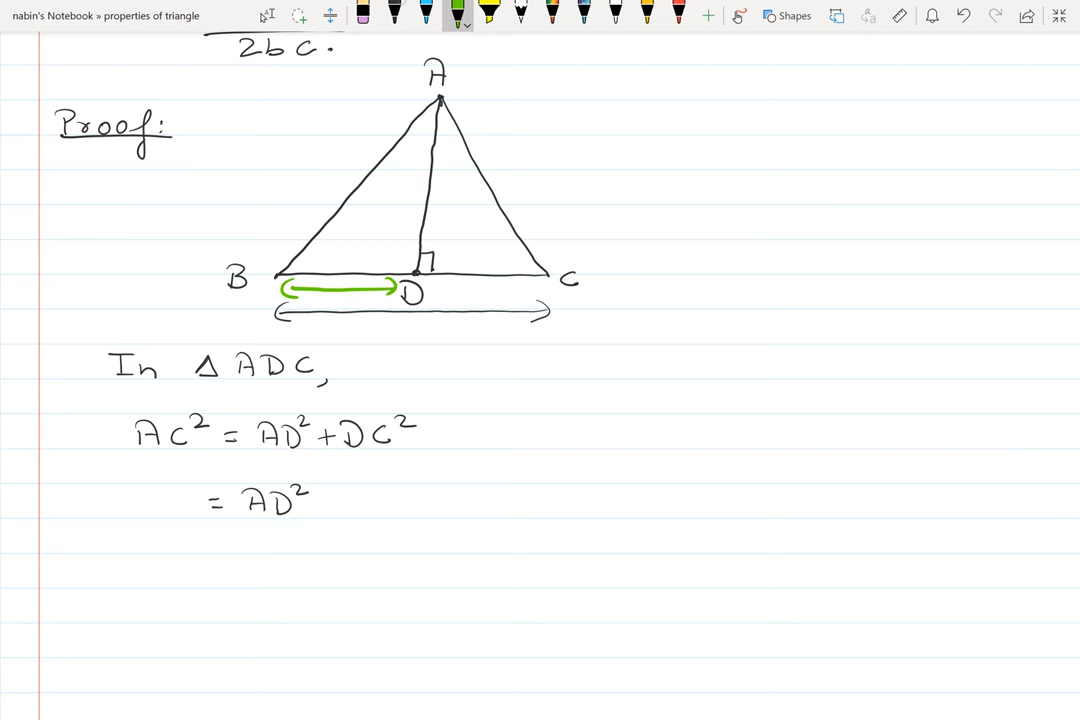 nabin's Notebook » properties of triangle
Shapes
2bc.
A
Proof:
B
D
C
In Δ ADC,
AC² = AD² + DC²
= AD²